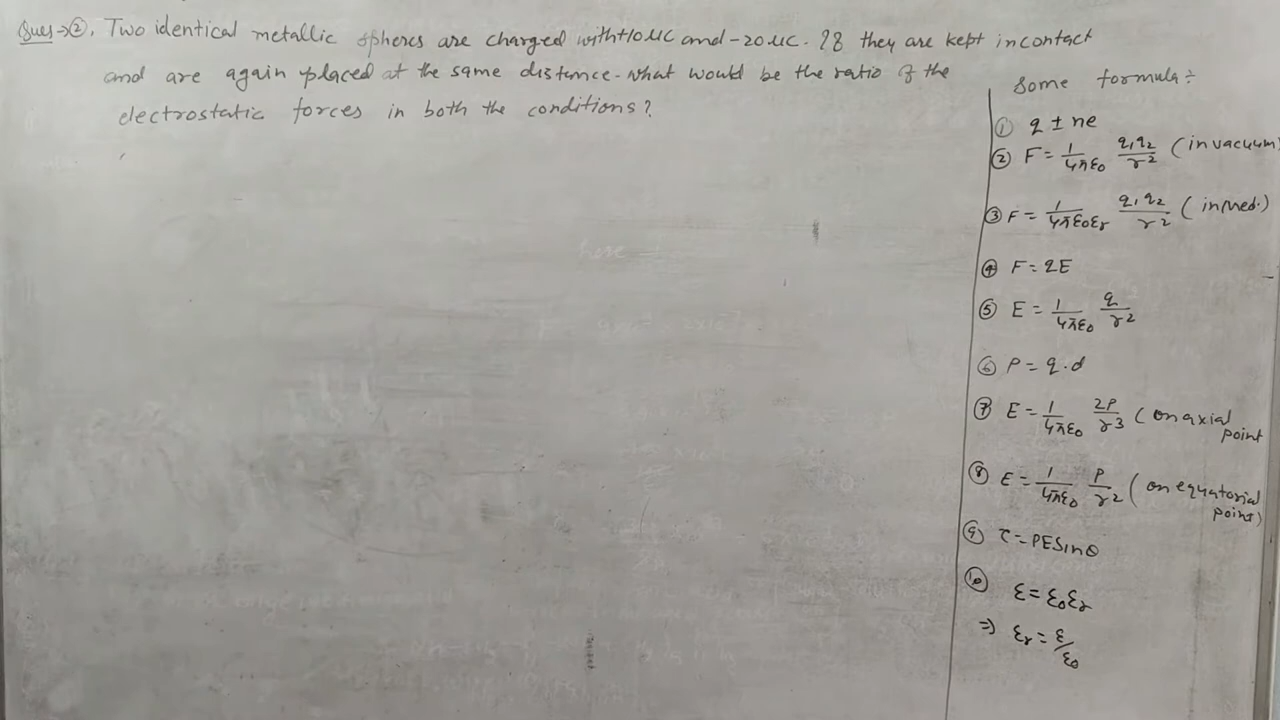 Ques→②. Two identical metallic spheres are charged with+10 μC and -20 μC. If they are kept in contact
and are again placed at the same distance. what would be the ratio of the
electrostatic forces in both the conditions?
Some formula ÷
① q ± ne
② F = 1/4πε₀ q₁q₂/r² (in vacuum)
③ F = 1/4πε₀εr q₁q₂/r² (in Med.)
④ F = qE
⑤ E = 1/4πε₀ q/r²
⑥ P = q.d
⑦ E = 1/4πε₀ 2P/r3 (on axial
point
⑧ E = 1/4πε₀ P/r2 (on equatorial
point)
⑨ τ = PESinθ
⑩ ε = ε₀εr
⇒ εr = ε/ε₀